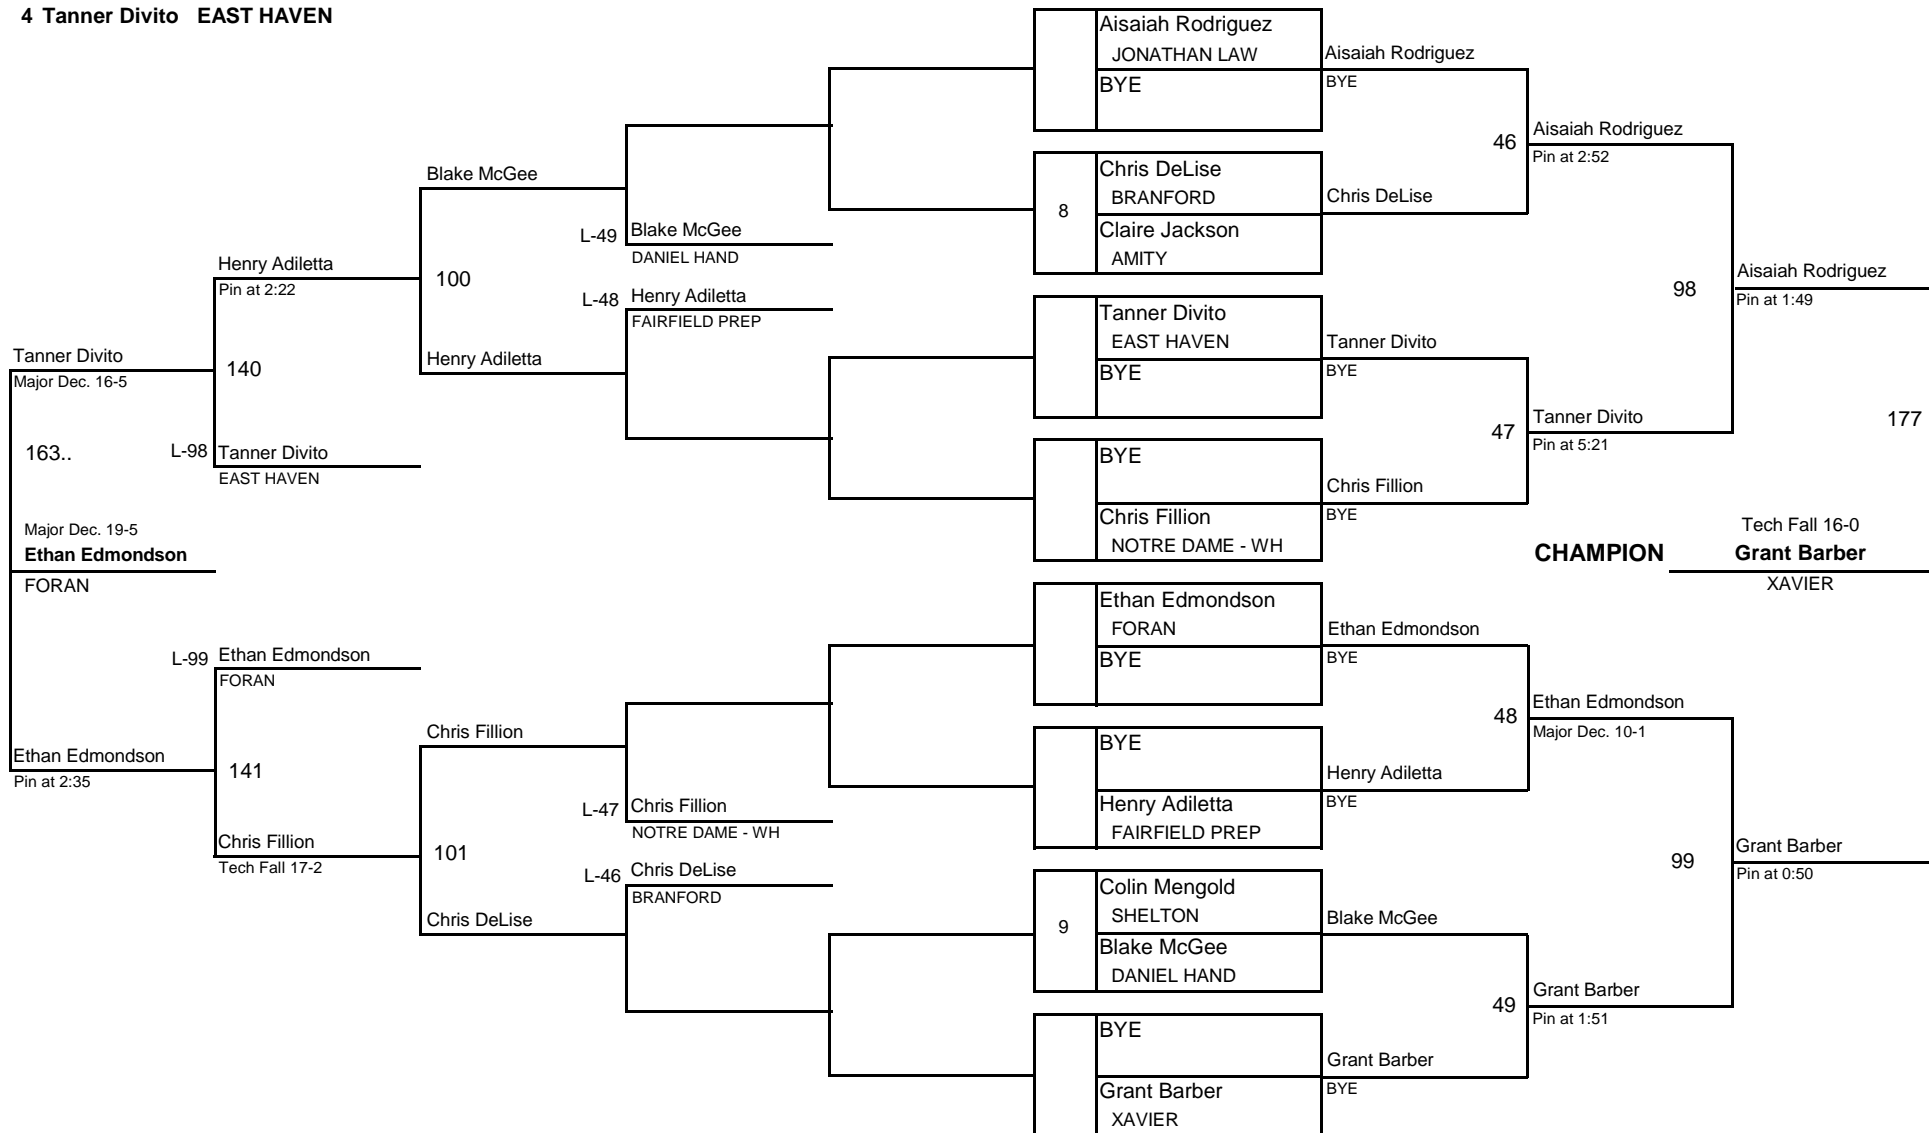 4 Tanner Divito EAST HAVEN
Aisaiah Rodriguez
JONATHAN LAW
BYE
Aisaiah Rodriguez
BYE
46
Aisaiah Rodriguez
Pin at 2:52
Chris DeLise
BRANFORD
8
Claire Jackson
AMITY
Chris DeLise
Blake McGee
L-49
Blake McGee
DANIEL HAND
Henry Adiletta
Pin at 2:22
100
L-48
Henry Adiletta
FAIRFIELD PREP
Henry Adiletta
98
Aisaiah Rodriguez
Pin at 1:49
Tanner Divito
EAST HAVEN
BYE
Tanner Divito
BYE
Tanner Divito
Major Dec. 16-5
140
47
Tanner Divito
Pin at 5:21
177
163..
L-98
Tanner Divito
EAST HAVEN
BYE
Chris Fillion
NOTRE DAME - WH
Chris Fillion
BYE
Major Dec. 19-5
Ethan Edmondson
FORAN
Tech Fall 16-0
CHAMPION
Grant Barber
XAVIER
Ethan Edmondson
FORAN
BYE
Ethan Edmondson
BYE
L-99
Ethan Edmondson
FORAN
48
Ethan Edmondson
Major Dec. 10-1
Chris Fillion
BYE
Henry Adiletta
FAIRFIELD PREP
Henry Adiletta
BYE
Ethan Edmondson
Pin at 2:35
141
L-47
Chris Fillion
NOTRE DAME - WH
Chris Fillion
Tech Fall 17-2
101
L-46
Chris DeLise
BRANFORD
Chris DeLise
99
Grant Barber
Pin at 0:50
Colin Mengold
SHELTON
9
Blake McGee
DANIEL HAND
Blake McGee
49
Grant Barber
Pin at 1:51
BYE
Grant Barber
XAVIER
Grant Barber
BYE